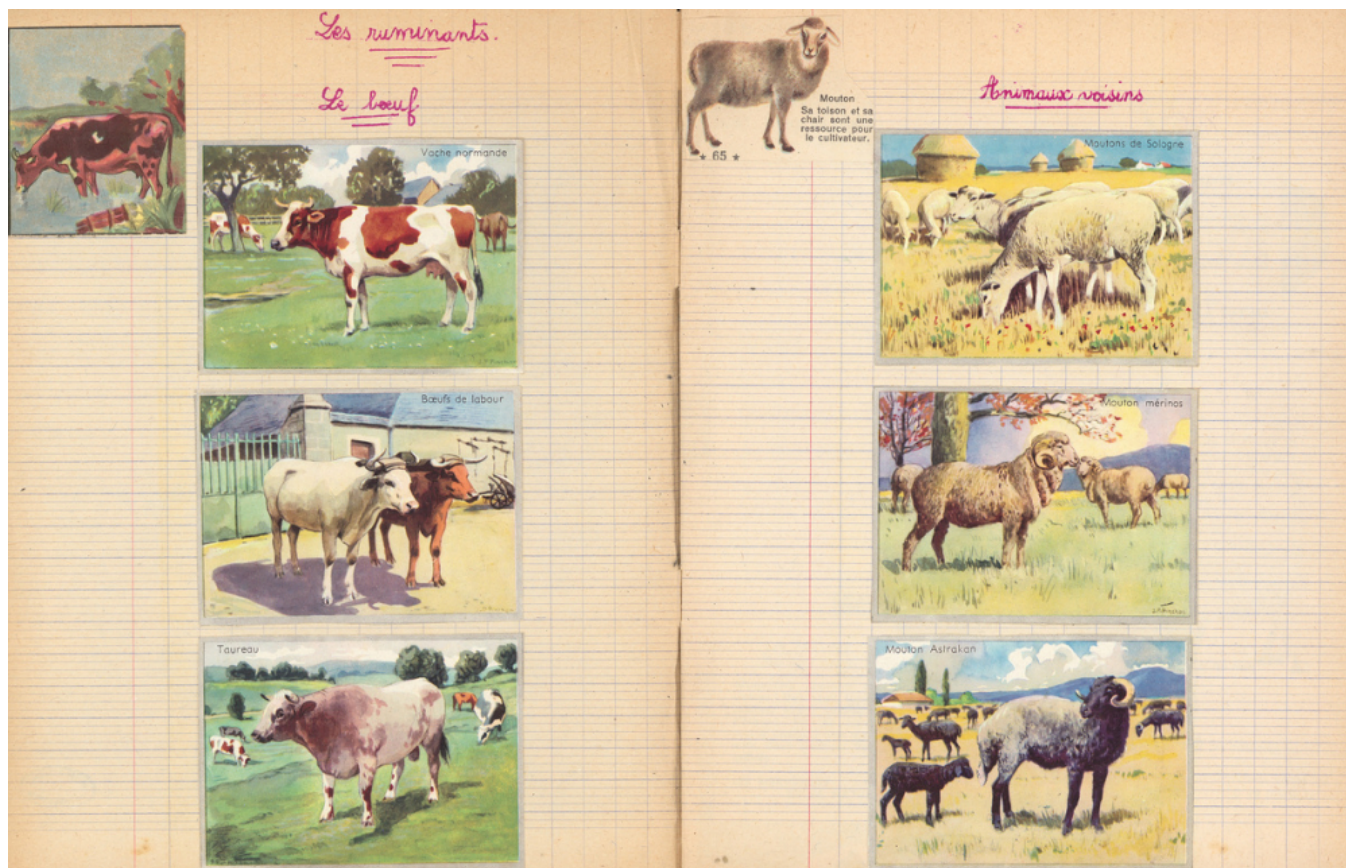 Les ruminants.
Le bœuf
Vache normande
Bœufs de labour
Taureau
Mouton
Sa toison et sa
chair sont une
ressource pour
le cultivateur.
★ 65 ★
Animaux voisins
Moutons de Sologne
Mouton mérinos
Mouton Astrakan